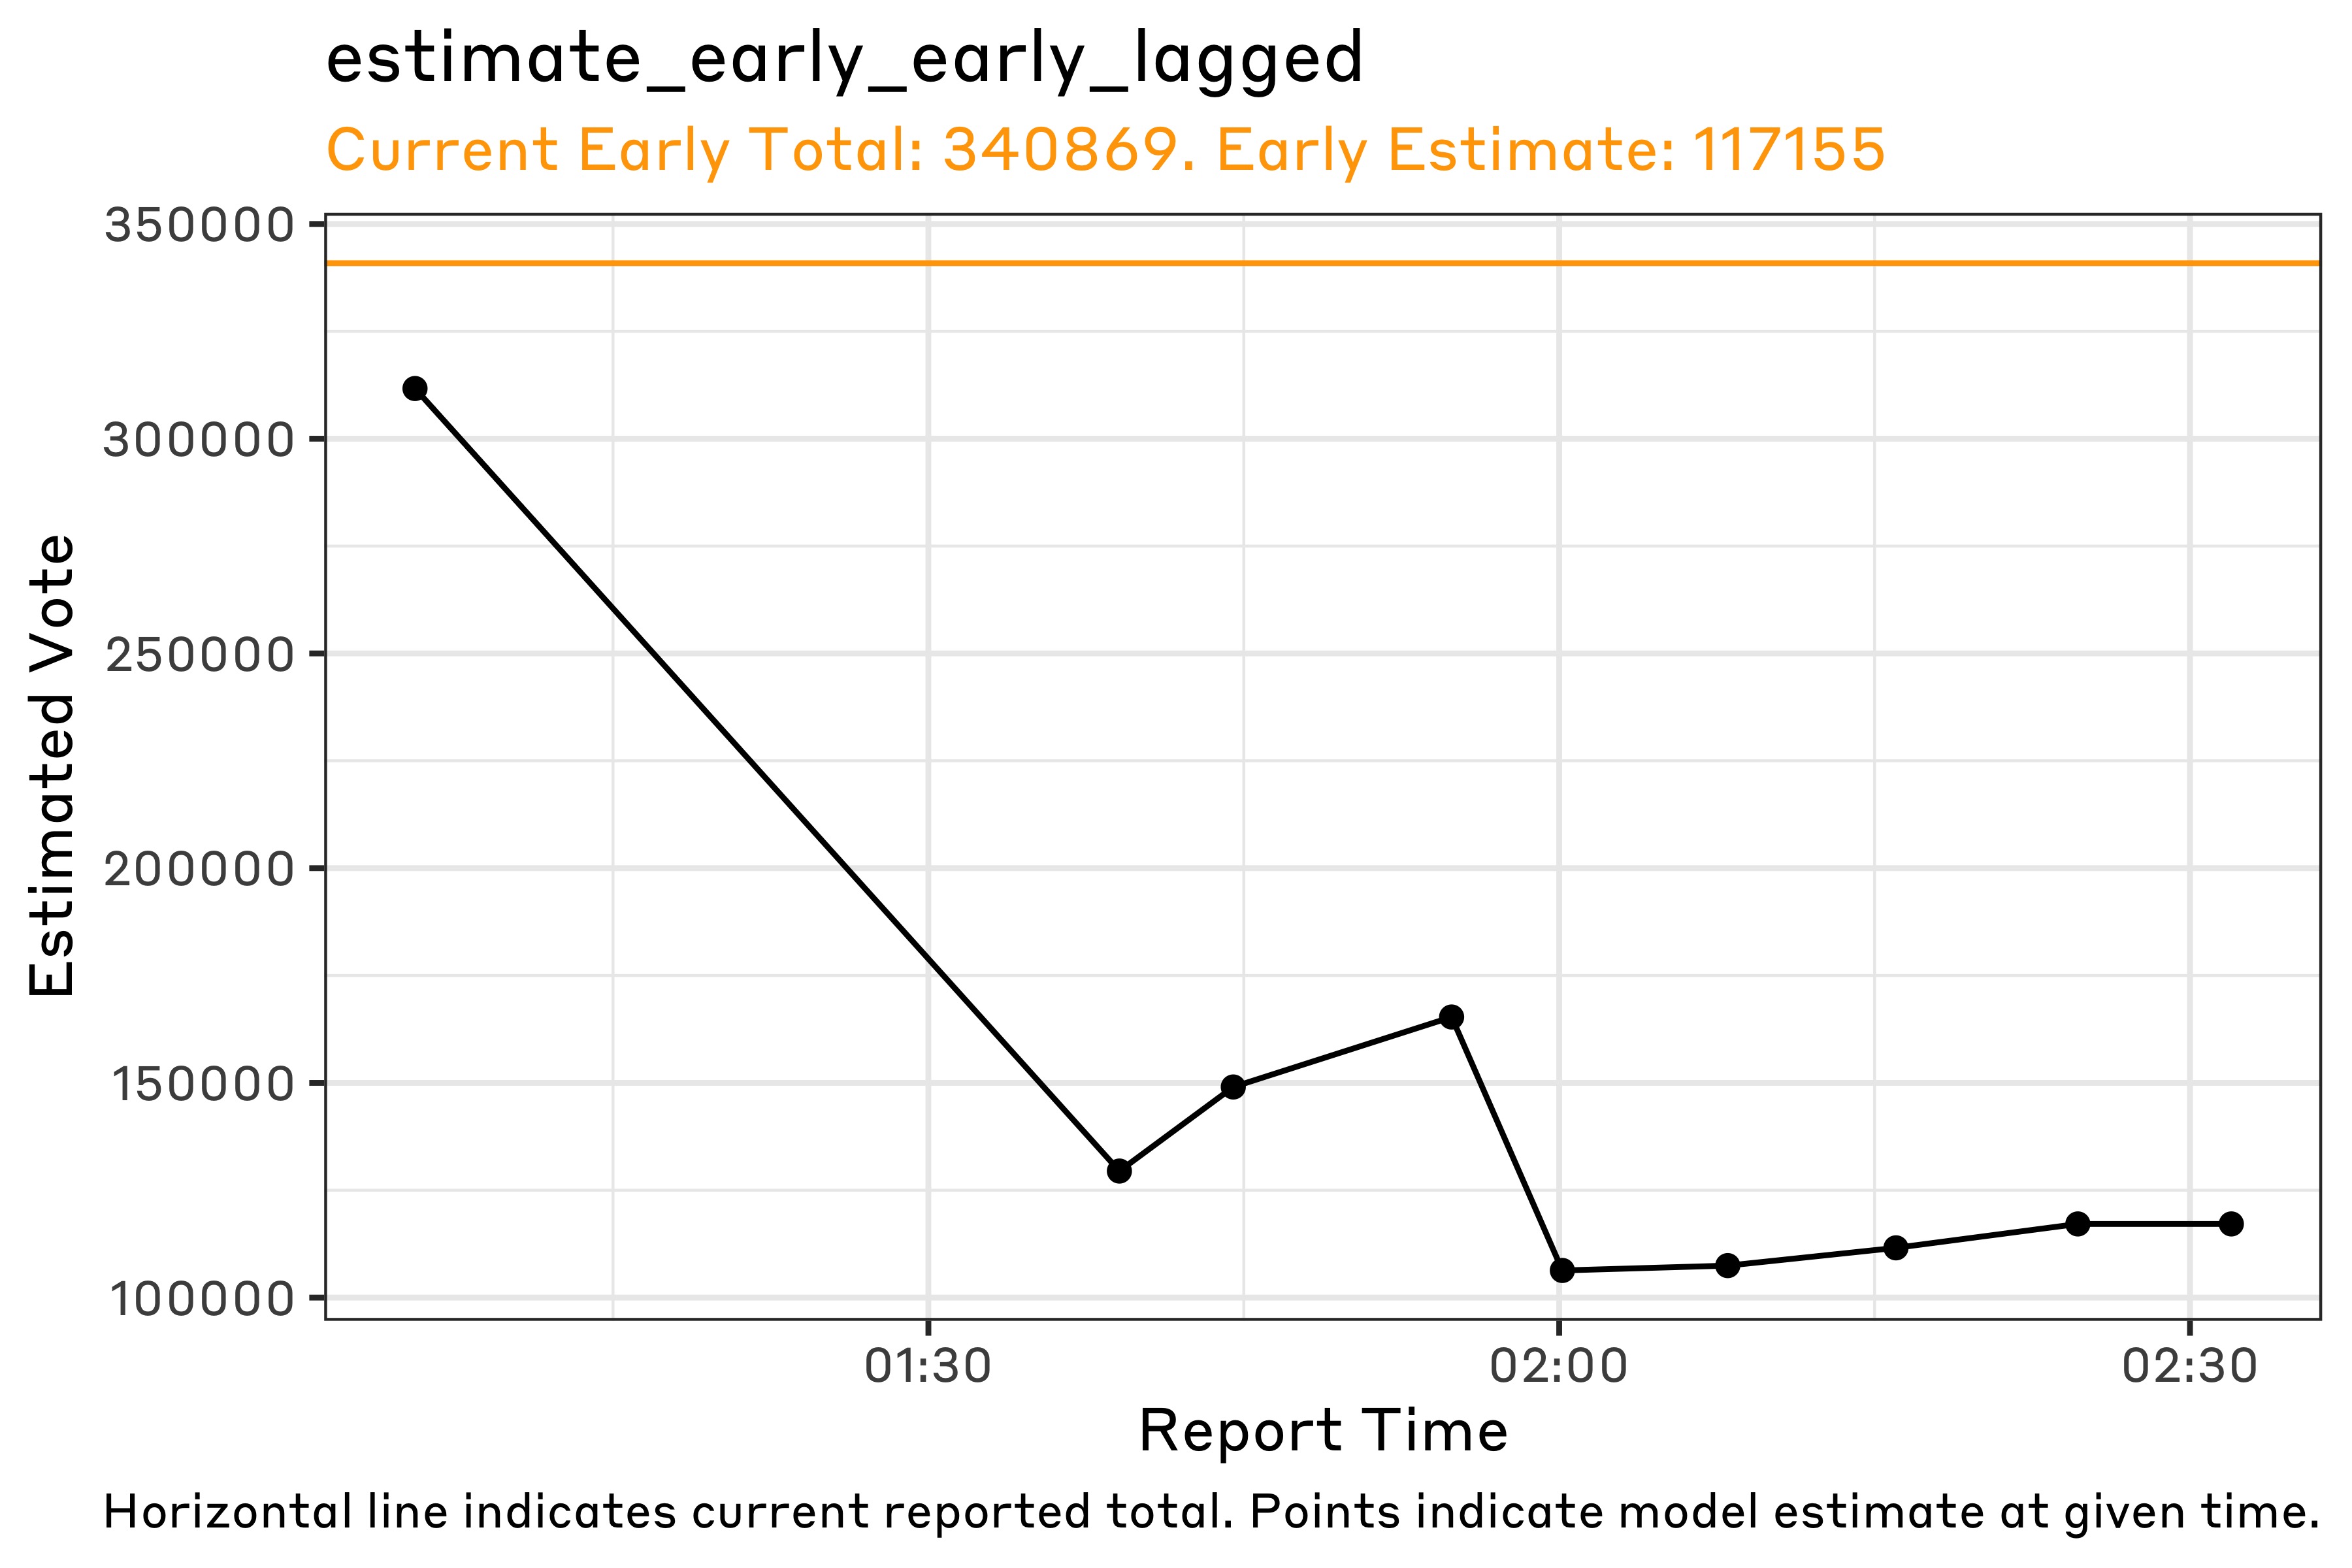 estimate_early_early_lagged
Current Early Total: 340869. Early Estimate: 117155
350000
300000
250000
200000
150000
100000
Estimated Vote
01:30
02:00
02:30
Report Time
Horizontal line indicates current reported total. Points indicate model estimate at given time.